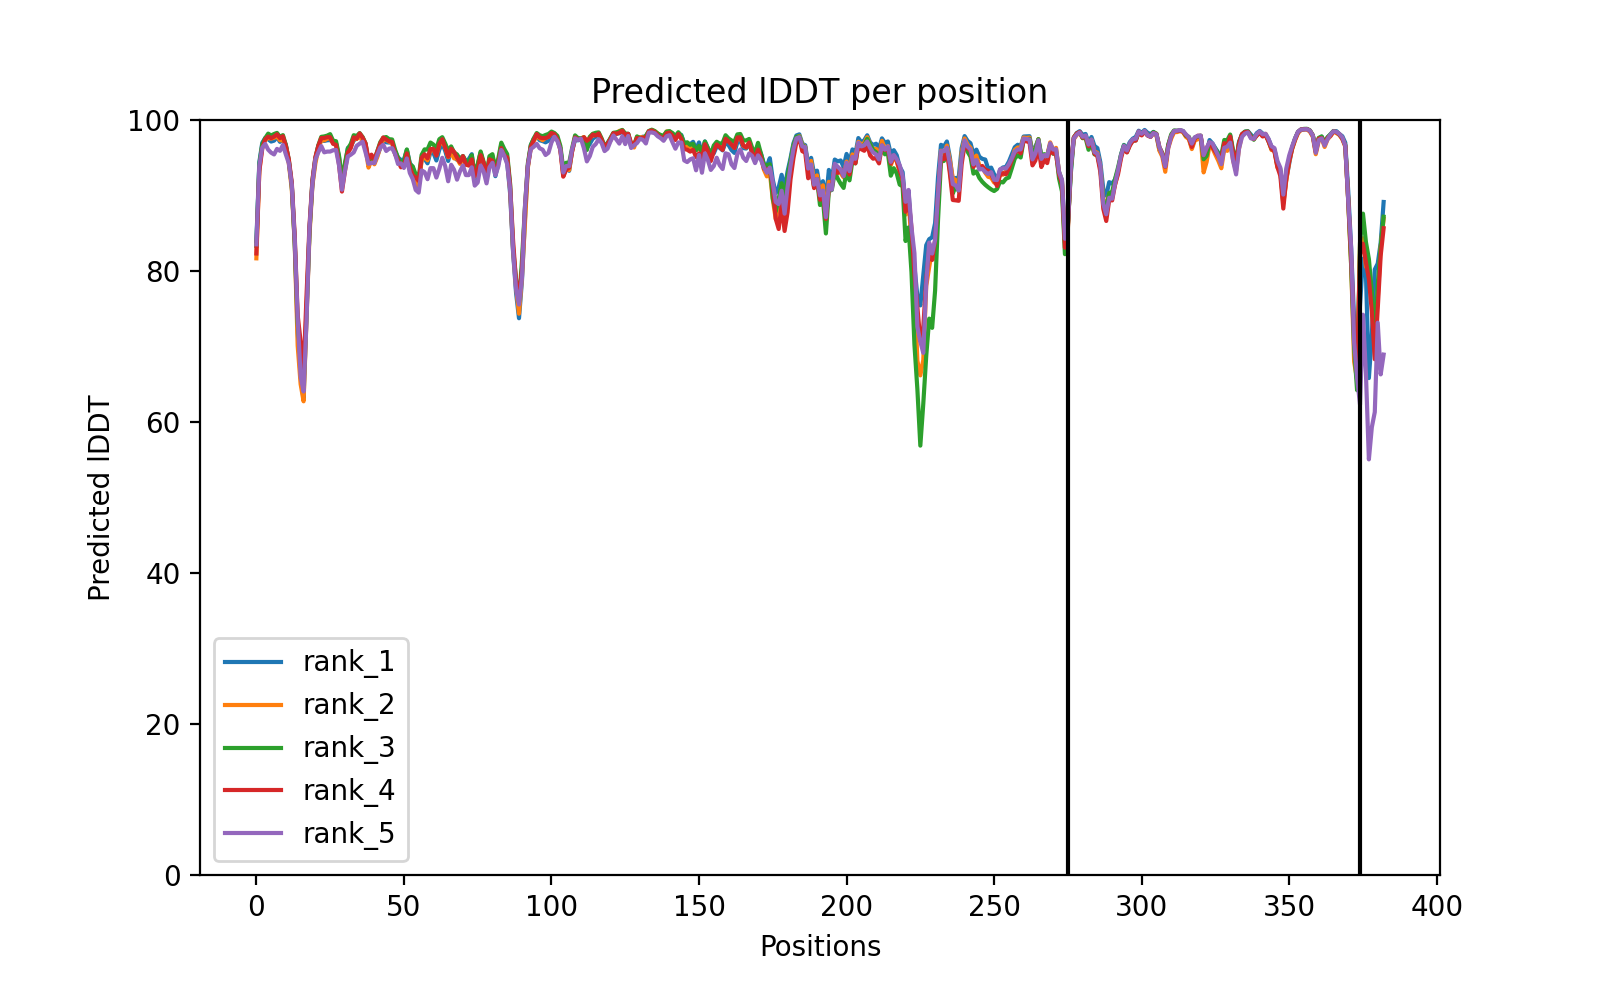 Predicted lDDT per position
100
80
60
40
20
0
Predicted lDDT
rank_1
rank_2
rank_3
rank_4
rank_5
0 50 100 150 200 250 300 350 400
Positions